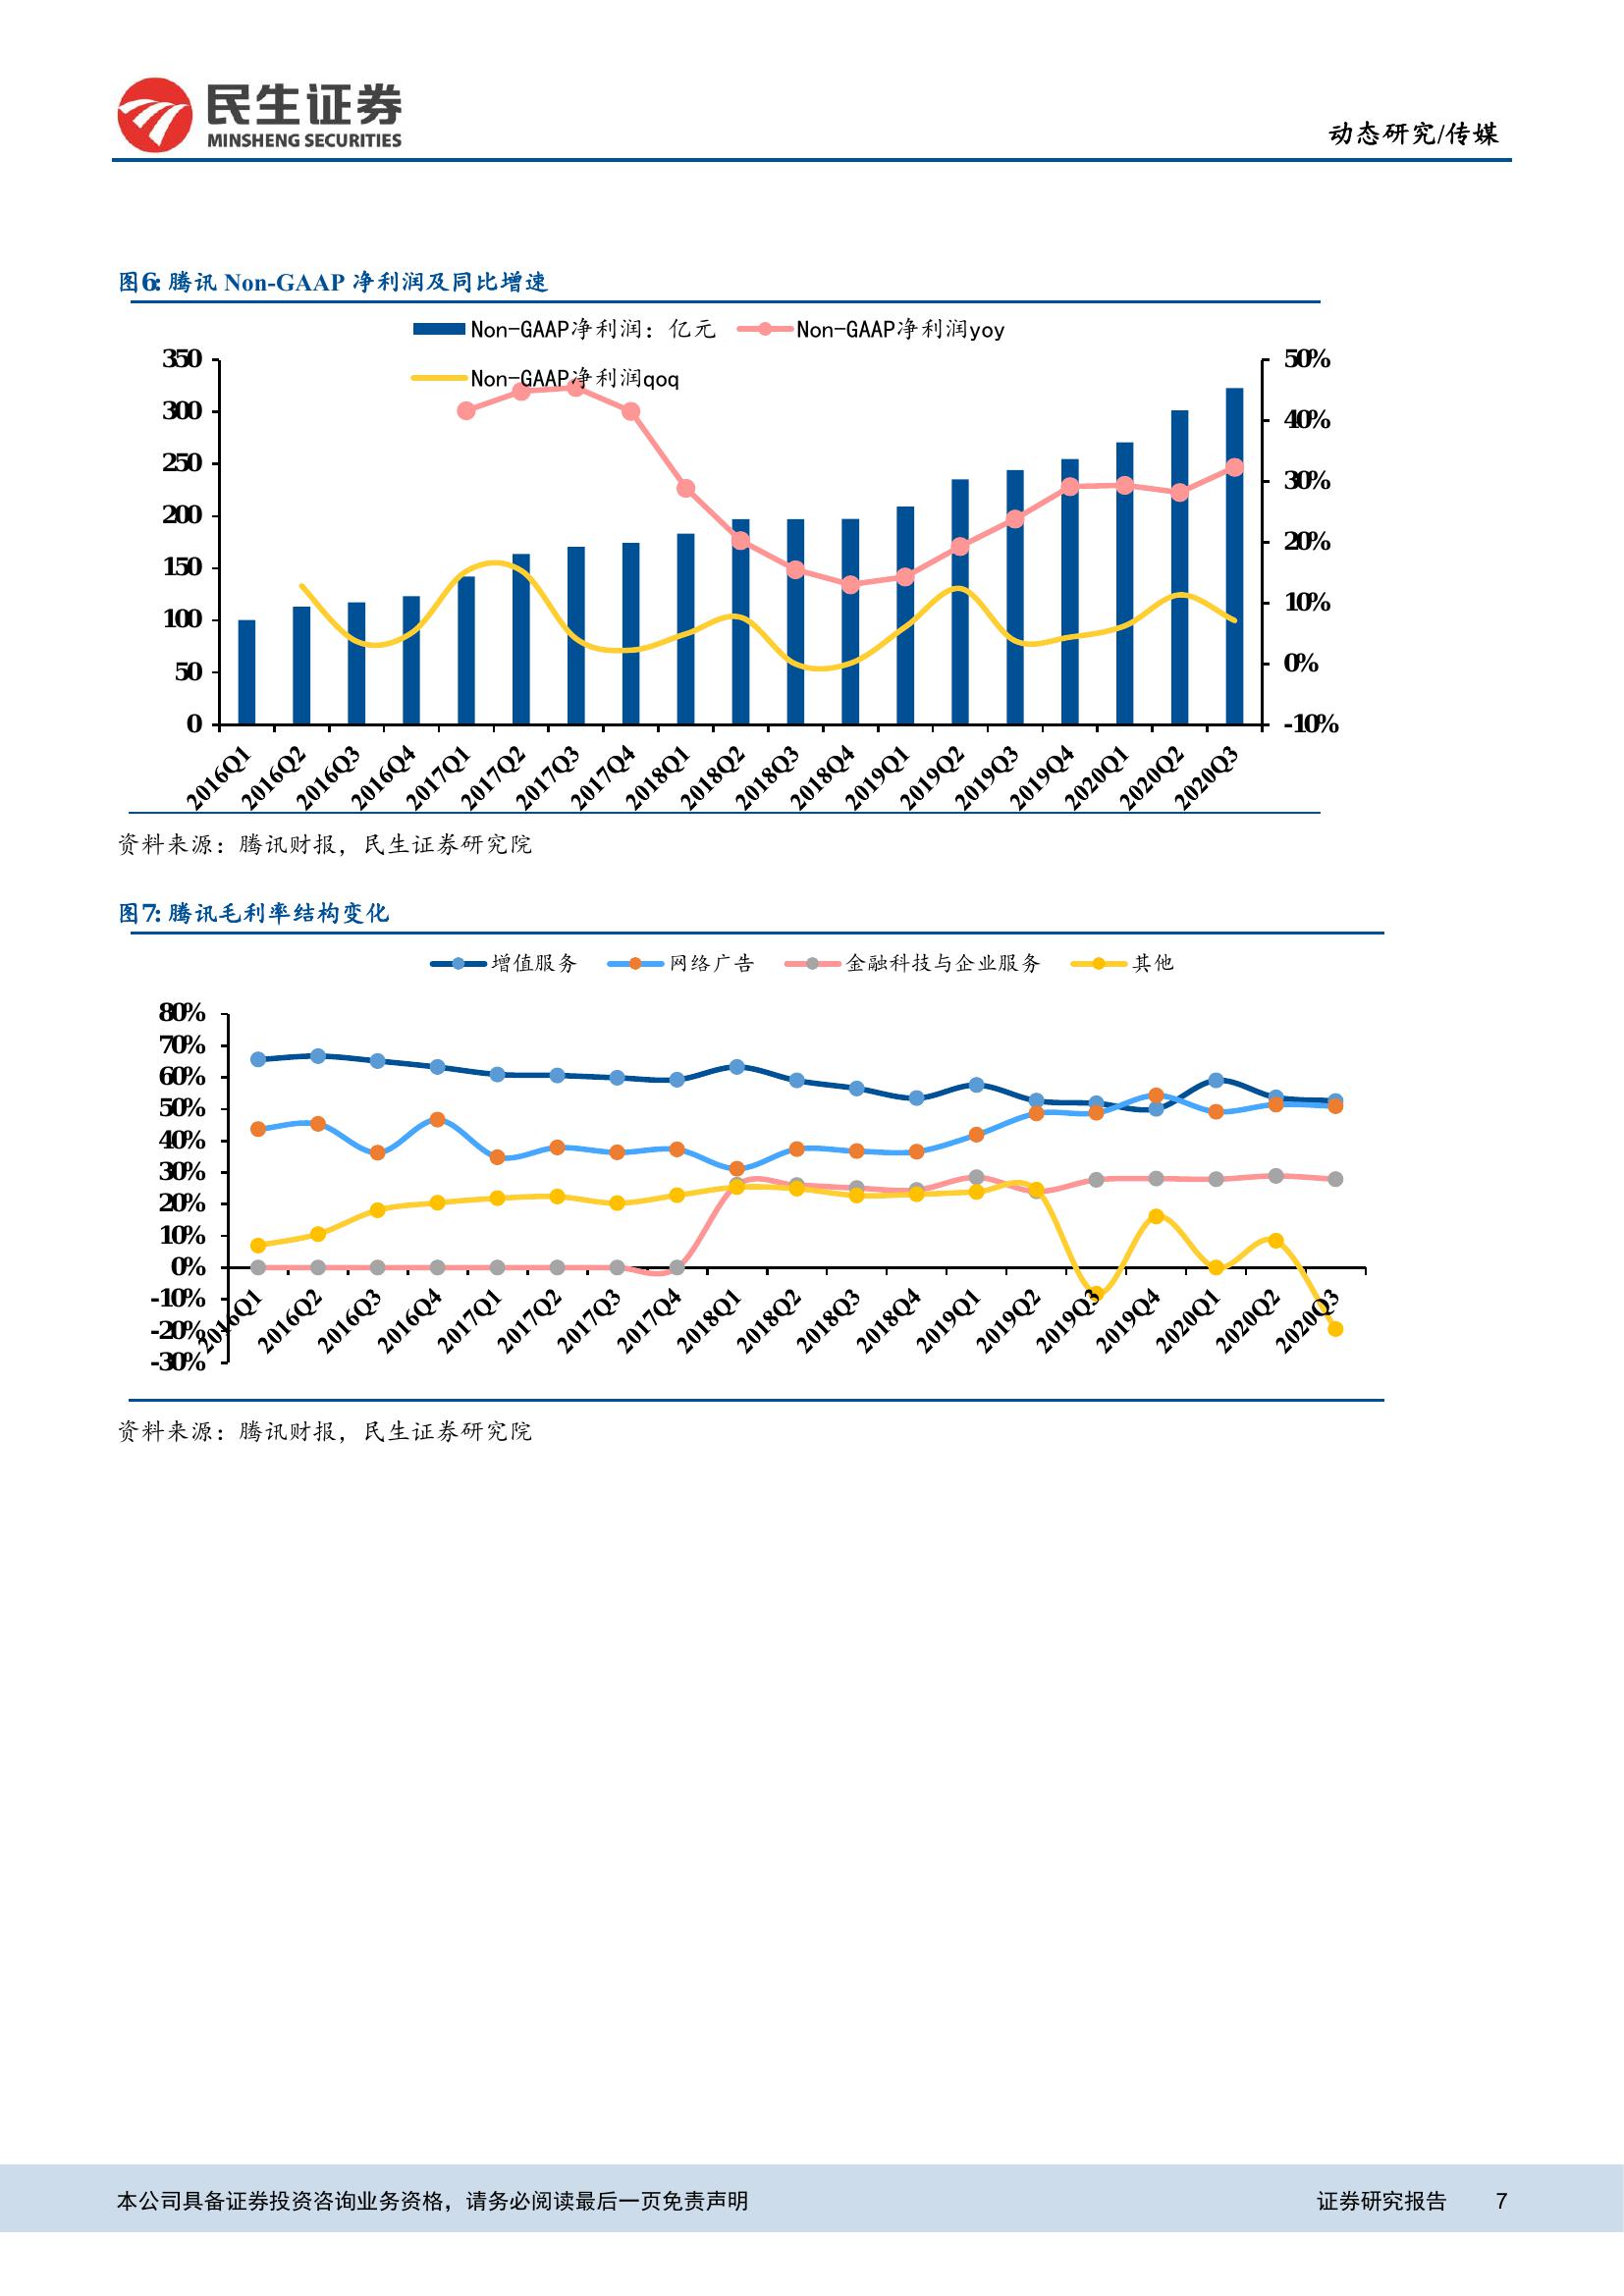 民生证券
MINSHENG SECURITIES
动态研究/传媒
图6: 腾讯 Non-GAAP 净利润及同比增速
Non-GAAP净利润：亿元 Non-GAAP净利润yoy
Non-GAAP净利润qoq
350
300
250
200
150
100
50
0
50%
40%
30%
20%
10%
0%
-10%
2016Q1 2016Q2 2016Q3 2016Q4 2017Q1 2017Q2 2017Q3 2017Q4 2018Q1 2018Q2 2018Q3 2018Q4 2019Q1 2019Q2 2019Q3 2019Q4 2020Q1 2020Q2 2020Q3
资料来源：腾讯财报，民生证券研究院
图7: 腾讯毛利率结构变化
增值服务 网络广告 金融科技与企业服务 其他
80%
70%
60%
50%
40%
30%
20%
10%
0%
-10%
-20%
-30%
2016Q1 2016Q2 2016Q3 2016Q4 2017Q1 2017Q2 2017Q3 2017Q4 2018Q1 2018Q2 2018Q3 2018Q4 2019Q1 2019Q2 2019Q3 2019Q4 2020Q1 2020Q2 2020Q3
资料来源：腾讯财报，民生证券研究院
本公司具备证券投资咨询业务资格，请务必阅读最后一页免责声明 证券研究报告 7